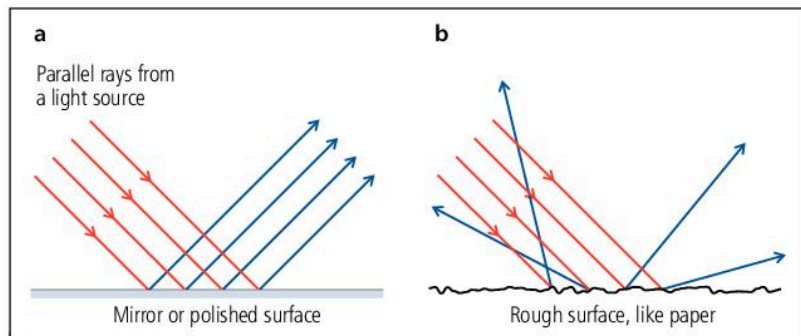 a
Parallel rays from
a light source
Mirror or polished surface
b
Rough surface, like paper